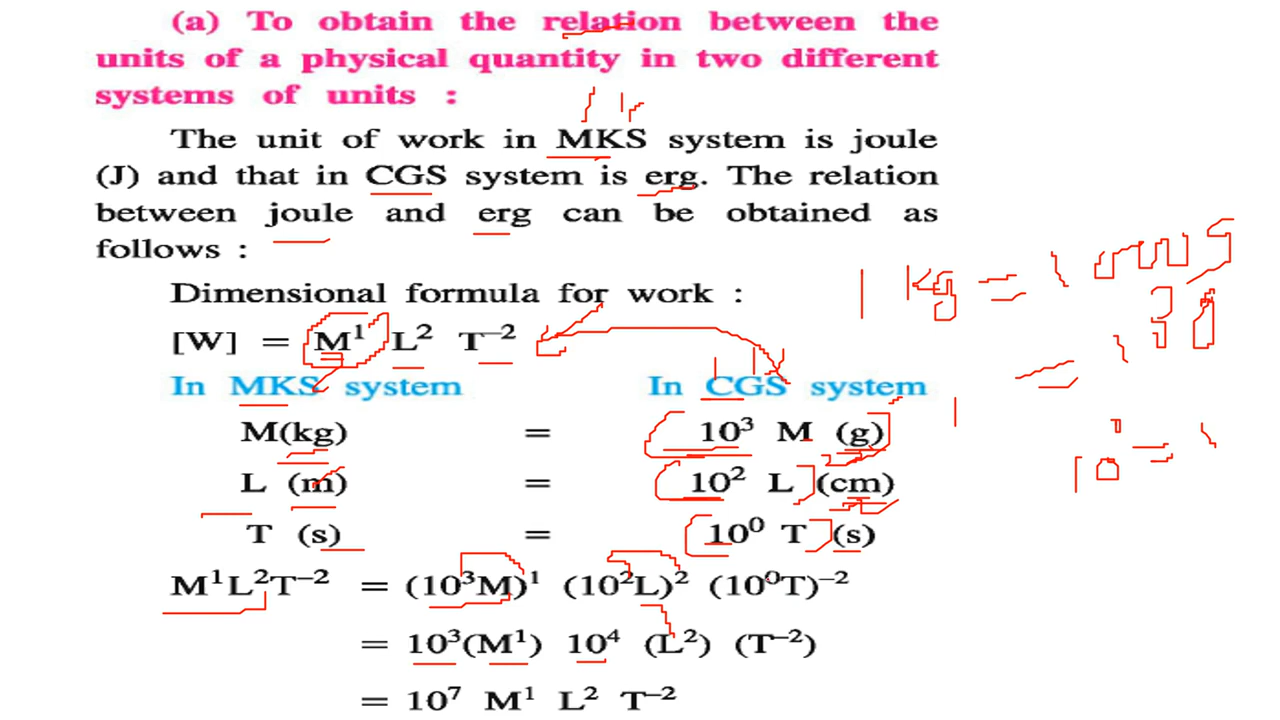 (a) To obtain the relation between the
units of a physical quantity in two different
systems of units :
The unit of work in MKS system is joule
(J) and that in CGS system is erg. The relation
between joule and erg can be obtained as
follows :
Dimensional formula for work :
[W] = M¹ L² T⁻²
In MKS system In CGS system
M(kg) = 10³ M (g)
L (m) = 10² L (cm)
T (s) = 10⁰ T (s)
M¹L²T⁻² = (10³M)¹ (10²L)² (10⁰T)⁻²
= 10³(M¹) 10⁴ (L²) (T⁻²)
= 10⁷ M¹ L² T⁻²
1 kg =
10⁰ = 1